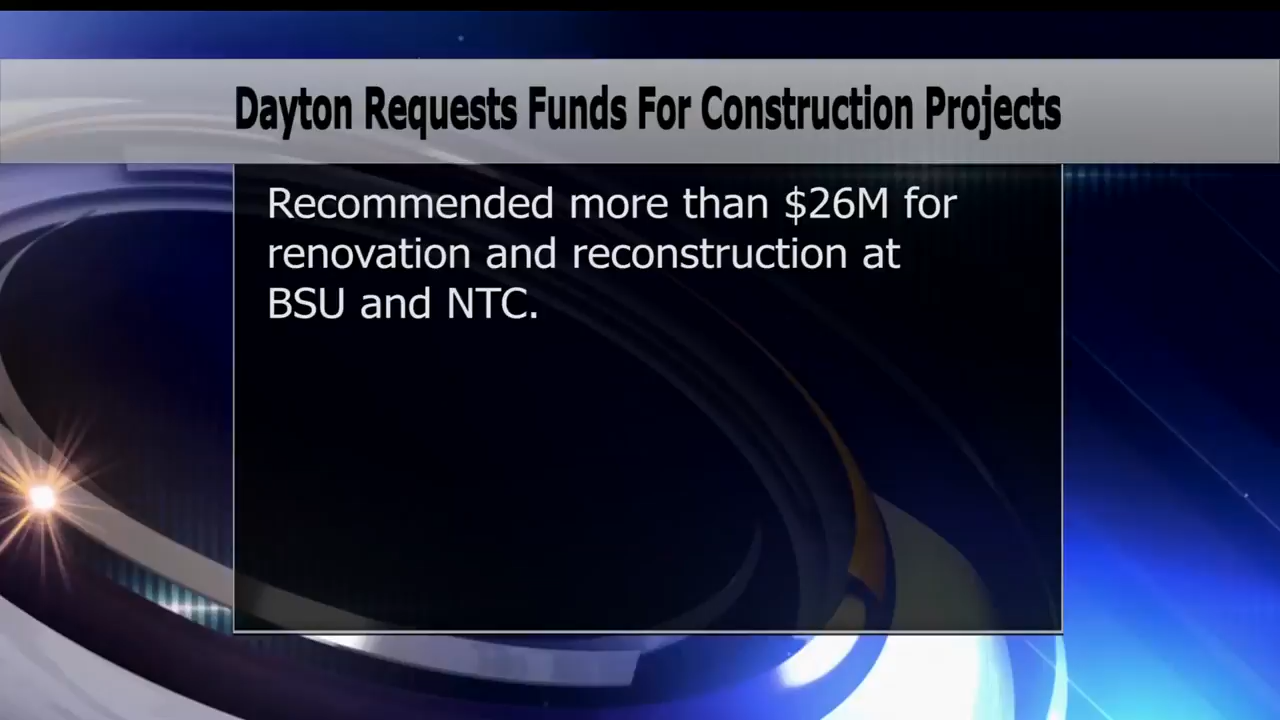 Dayton Requests Funds For Construction Projects
Recommended more than $26M for
renovation and reconstruction at
BSU and NTC.